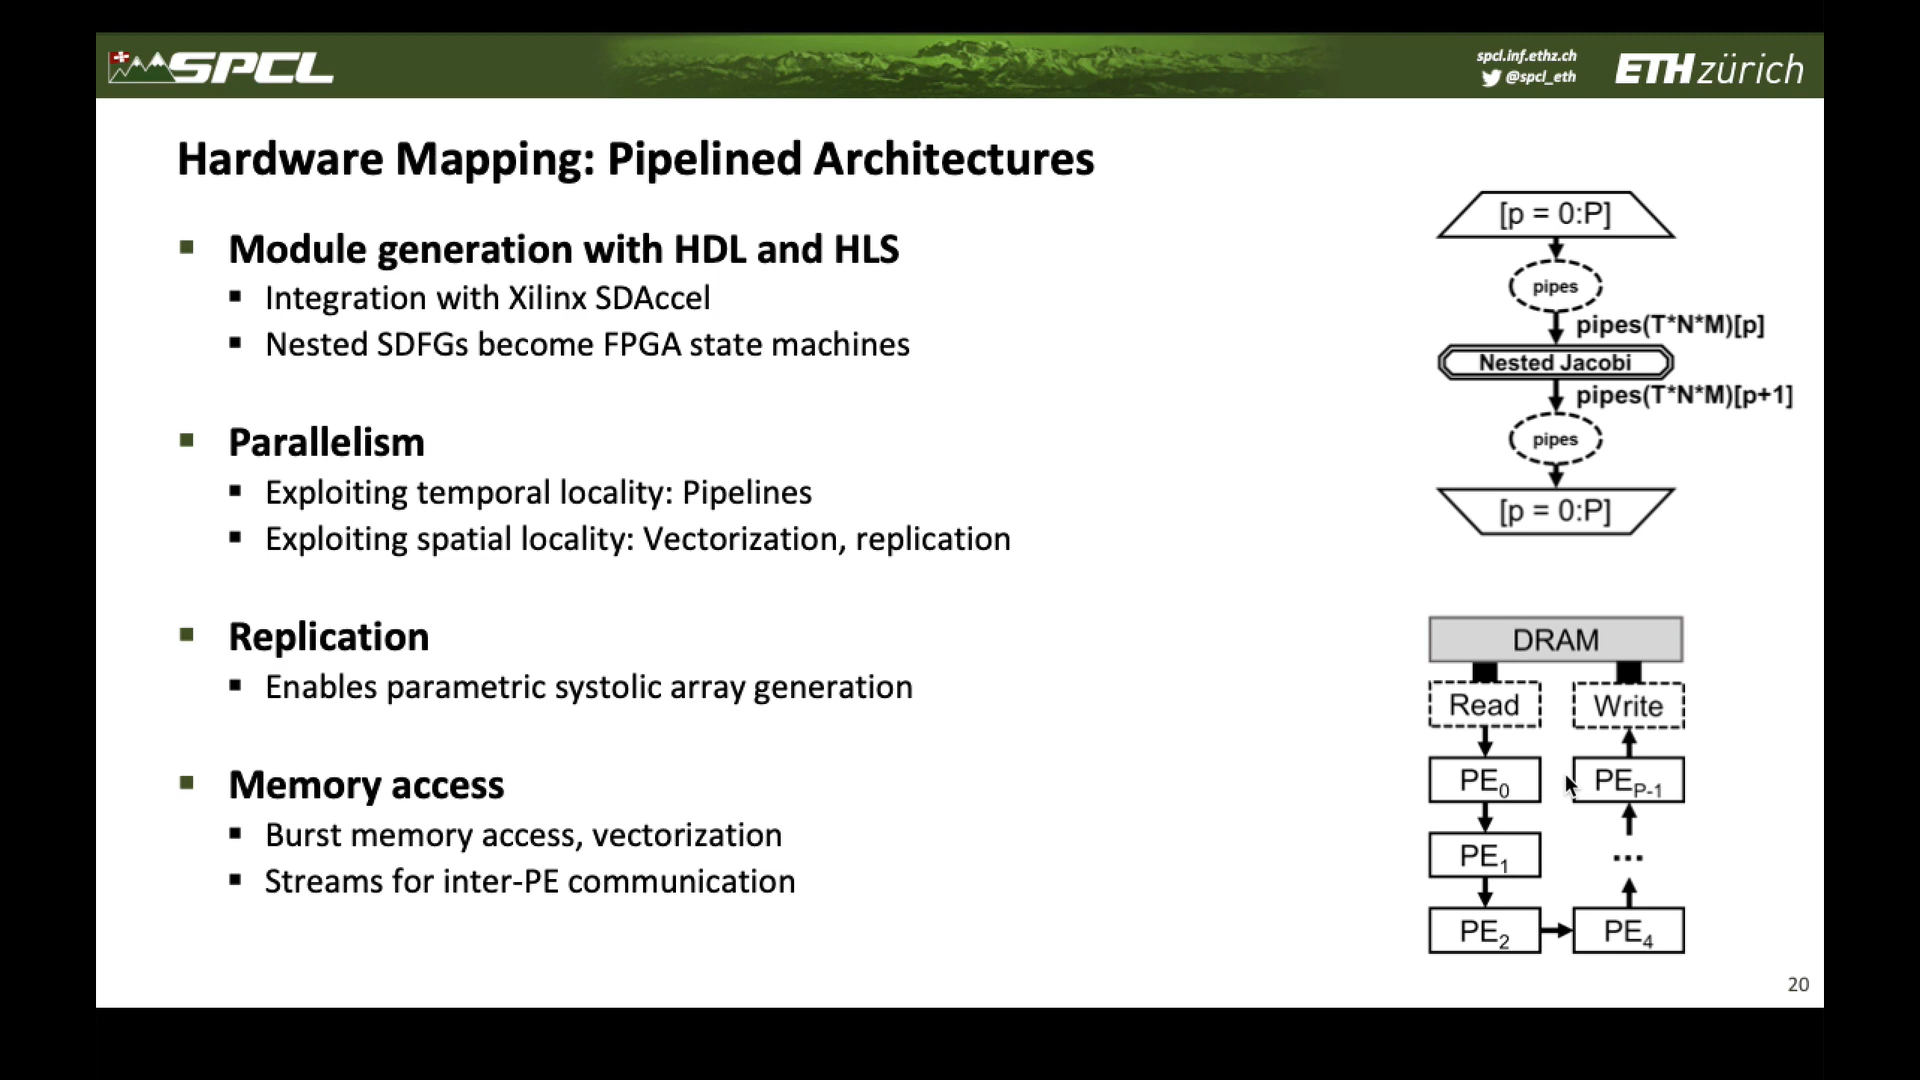 SPCL
spcl.inf.ethz.ch
@spcl_eth
ETH zürich
Hardware Mapping: Pipelined Architectures
Module generation with HDL and HLS
Integration with Xilinx SDAccel
Nested SDFGs become FPGA state machines
Parallelism
Exploiting temporal locality: Pipelines
Exploiting spatial locality: Vectorization, replication
Replication
Enables parametric systolic array generation
Memory access
Burst memory access, vectorization
Streams for inter-PE communication
[p = 0:P]
pipes
pipes(T*N*M)[p]
Nested Jacobi
pipes(T*N*M)[p+1]
pipes
[p = 0:P]
DRAM
Read
Write
PE0
PEP-1
PE1
...
PE2
PE4
20